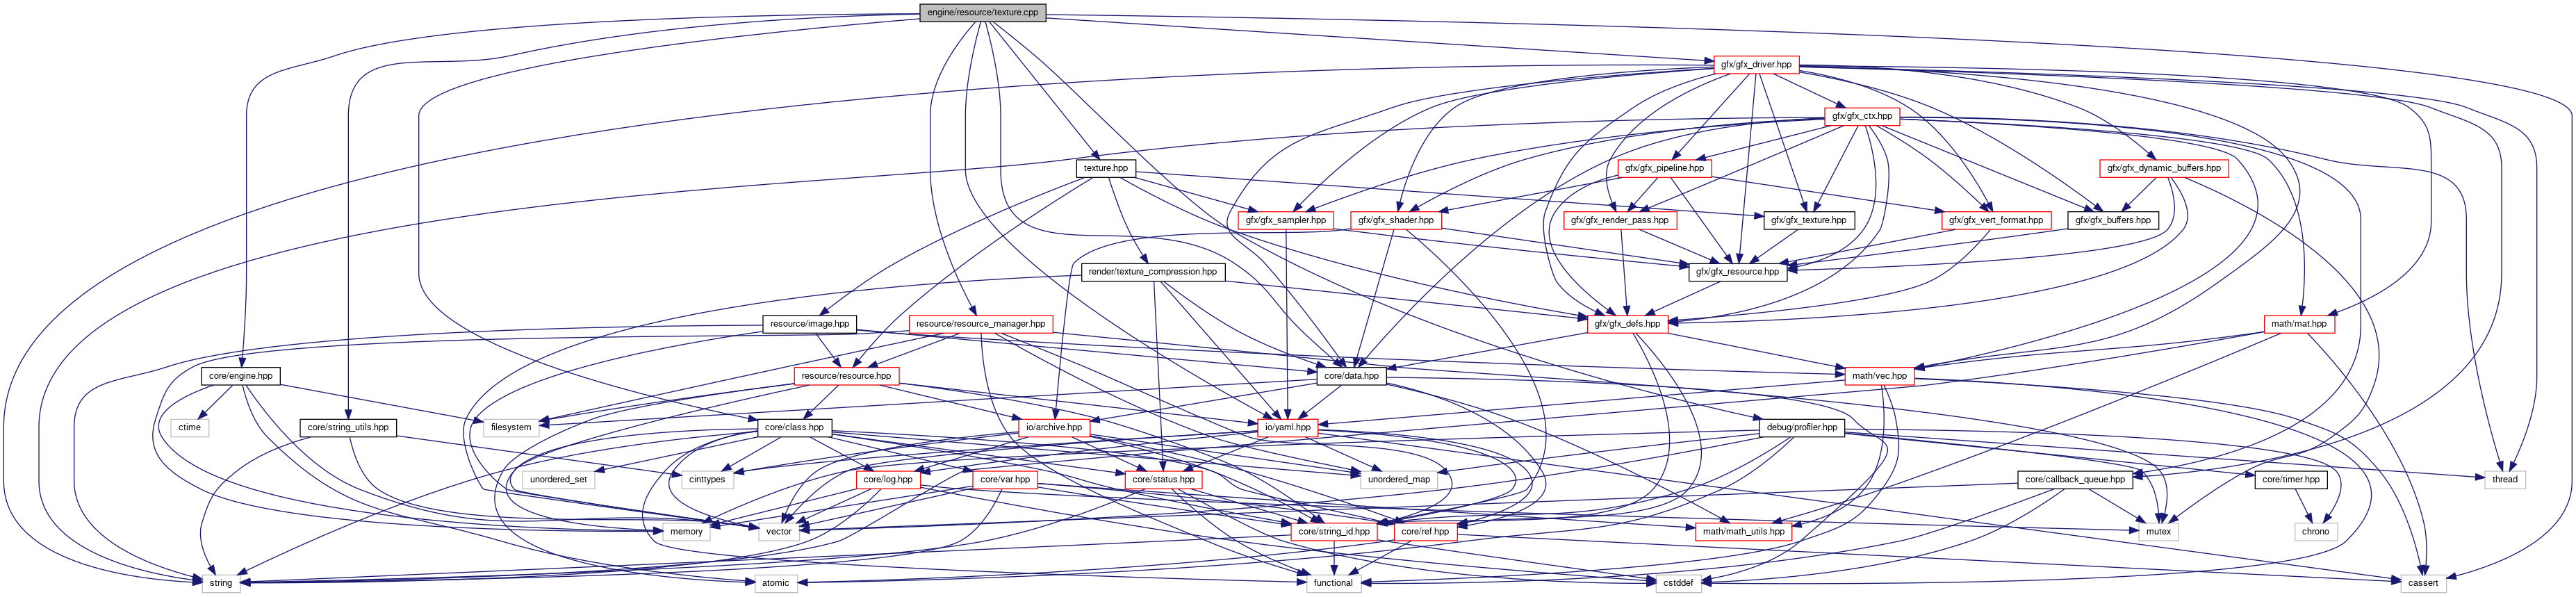 engine/resource/texture.cpp
gfx/gfx_driver.hpp
gfx/gfx_ctx.hpp
texture.hpp
gfx/gfx_pipeline.hpp
gfx/gfx_dynamic_buffers.hpp
gfx/gfx_sampler.hpp
gfx/gfx_shader.hpp
gfx/gfx_render_pass.hpp
gfx/gfx_texture.hpp
gfx/gfx_vert_format.hpp
gfx/gfx_buffers.hpp
render/texture_compression.hpp
gfx/gfx_resource.hpp
resource/image.hpp
resource/resource_manager.hpp
gfx/gfx_defs.hpp
math/mat.hpp
core/engine.hpp
resource/resource.hpp
core/data.hpp
math/vec.hpp
ctime
core/string_utils.hpp
filesystem
core/class.hpp
io/archive.hpp
io/yaml.hpp
debug/profiler.hpp
unordered_set
cinttypes
core/log.hpp
core/var.hpp
core/status.hpp
unordered_map
core/callback_queue.hpp
core/timer.hpp
thread
memory
vector
core/string_id.hpp
core/ref.hpp
math/math_utils.hpp
mutex
chrono
string
atomic
functional
cstddef
cassert